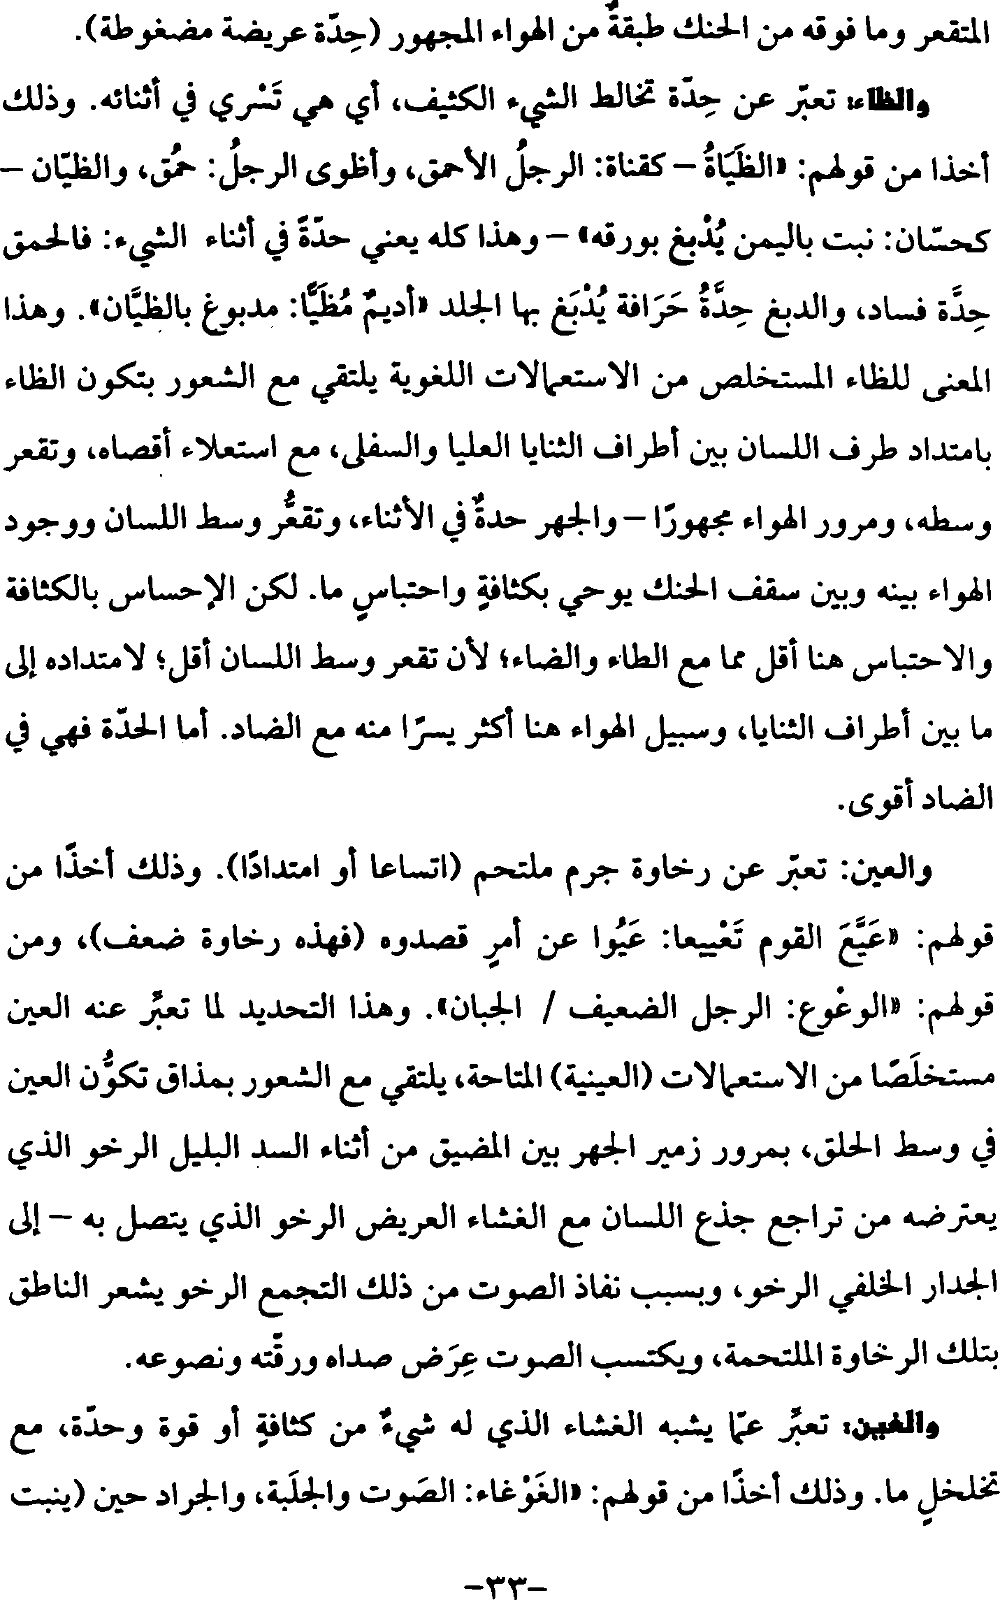 المتقعر وما فوقه من الحنك طبقةٌ من الهواء المجهور (حِدّة عريضة مضغوطة).
والظاء: تعبّر عن حِدّة تخالط الشيء الكثيف، أي هي تَسْري في أثنائه. وذلك
أخذا من قولهم: «الظَيَاةُ – كقناة: الرجلُ الأحمق، وأظوى الرجلُ: حمُق، والظيّان –
كحسّان: نبت باليمن يُدْبغ بورقه» – وهذا كله يعني حدّةً في أثناء الشيء: فالحمق
حِدَّة فساد، والدبغ حِدَّةُ حَرَافة يُدْبَغ بها الجلد «أديمٌ مُظَيًّا: مدبوغ بالظيَّان». وهذا
المعنى للظاء المستخلص من الاستعمالات اللغوية يلتقي مع الشعور بتكون الظاء
بامتداد طرف اللسان بين أطراف الثنايا العليا والسفلى، مع استعلاء أقصاه، وتقعر
وسطه، ومرور الهواء مجهورًا – والجهر حدةٌ في الأثناء، وتقعُّر وسط اللسان ووجود
الهواء بينه وبين سقف الحنك يوحي بكثافةٍ واحتباسٍ ما. لكن الإحساس بالكثافة
والاحتباس هنا أقل مما مع الطاء والضاء؛ لأن تقعر وسط اللسان أقل؛ لامتداده إلى
ما بين أطراف الثنايا، وسبيل الهواء هنا أكثر يسرًا منه مع الضاد. أما الحدّة فهي في
الضاد أقوى.
والعين: تعبّر عن رخاوة جرم ملتحم (اتساعا أو امتدادًا). وذلك أخذًا من
قولهم: «عَيَّعَ القوم تَعْييعا: عَيُوا عن أمرٍ قصدوه (فهذه رخاوة ضعف)، ومن
قولهم: «الوعْوع: الرجل الضعيف / الجبان». وهذا التحديد لما تعبِّر عنه العين
مستخلَصًا من الاستعمالات (العينية) المتاحة، يلتقي مع الشعور بمذاق تكوُّن العين
في وسط الحلق، بمرور زمير الجهر بين المضيق من أثناء السد البليل الرخو الذي
يعترضه من تراجع جذع اللسان مع الغشاء العريض الرخو الذي يتصل به – إلى
الجدار الخلفي الرخو، وبسبب نفاذ الصوت من ذلك التجمع الرخو يشعر الناطق
بتلك الرخاوة الملتحمة، ويكتسب الصوت عِرَض صداه ورقّته ونصوعه.
والغين: تعبِّر عمّا يشبه الغشاء الذي له شيءٌ من كثافةٍ أو قوة وحدّة، مع
تخلخلٍ ما. وذلك أخذًا من قولهم: «الغَوْغاء: الصَوت والجلَبة، والجراد حين (ينبت
-٣٣-